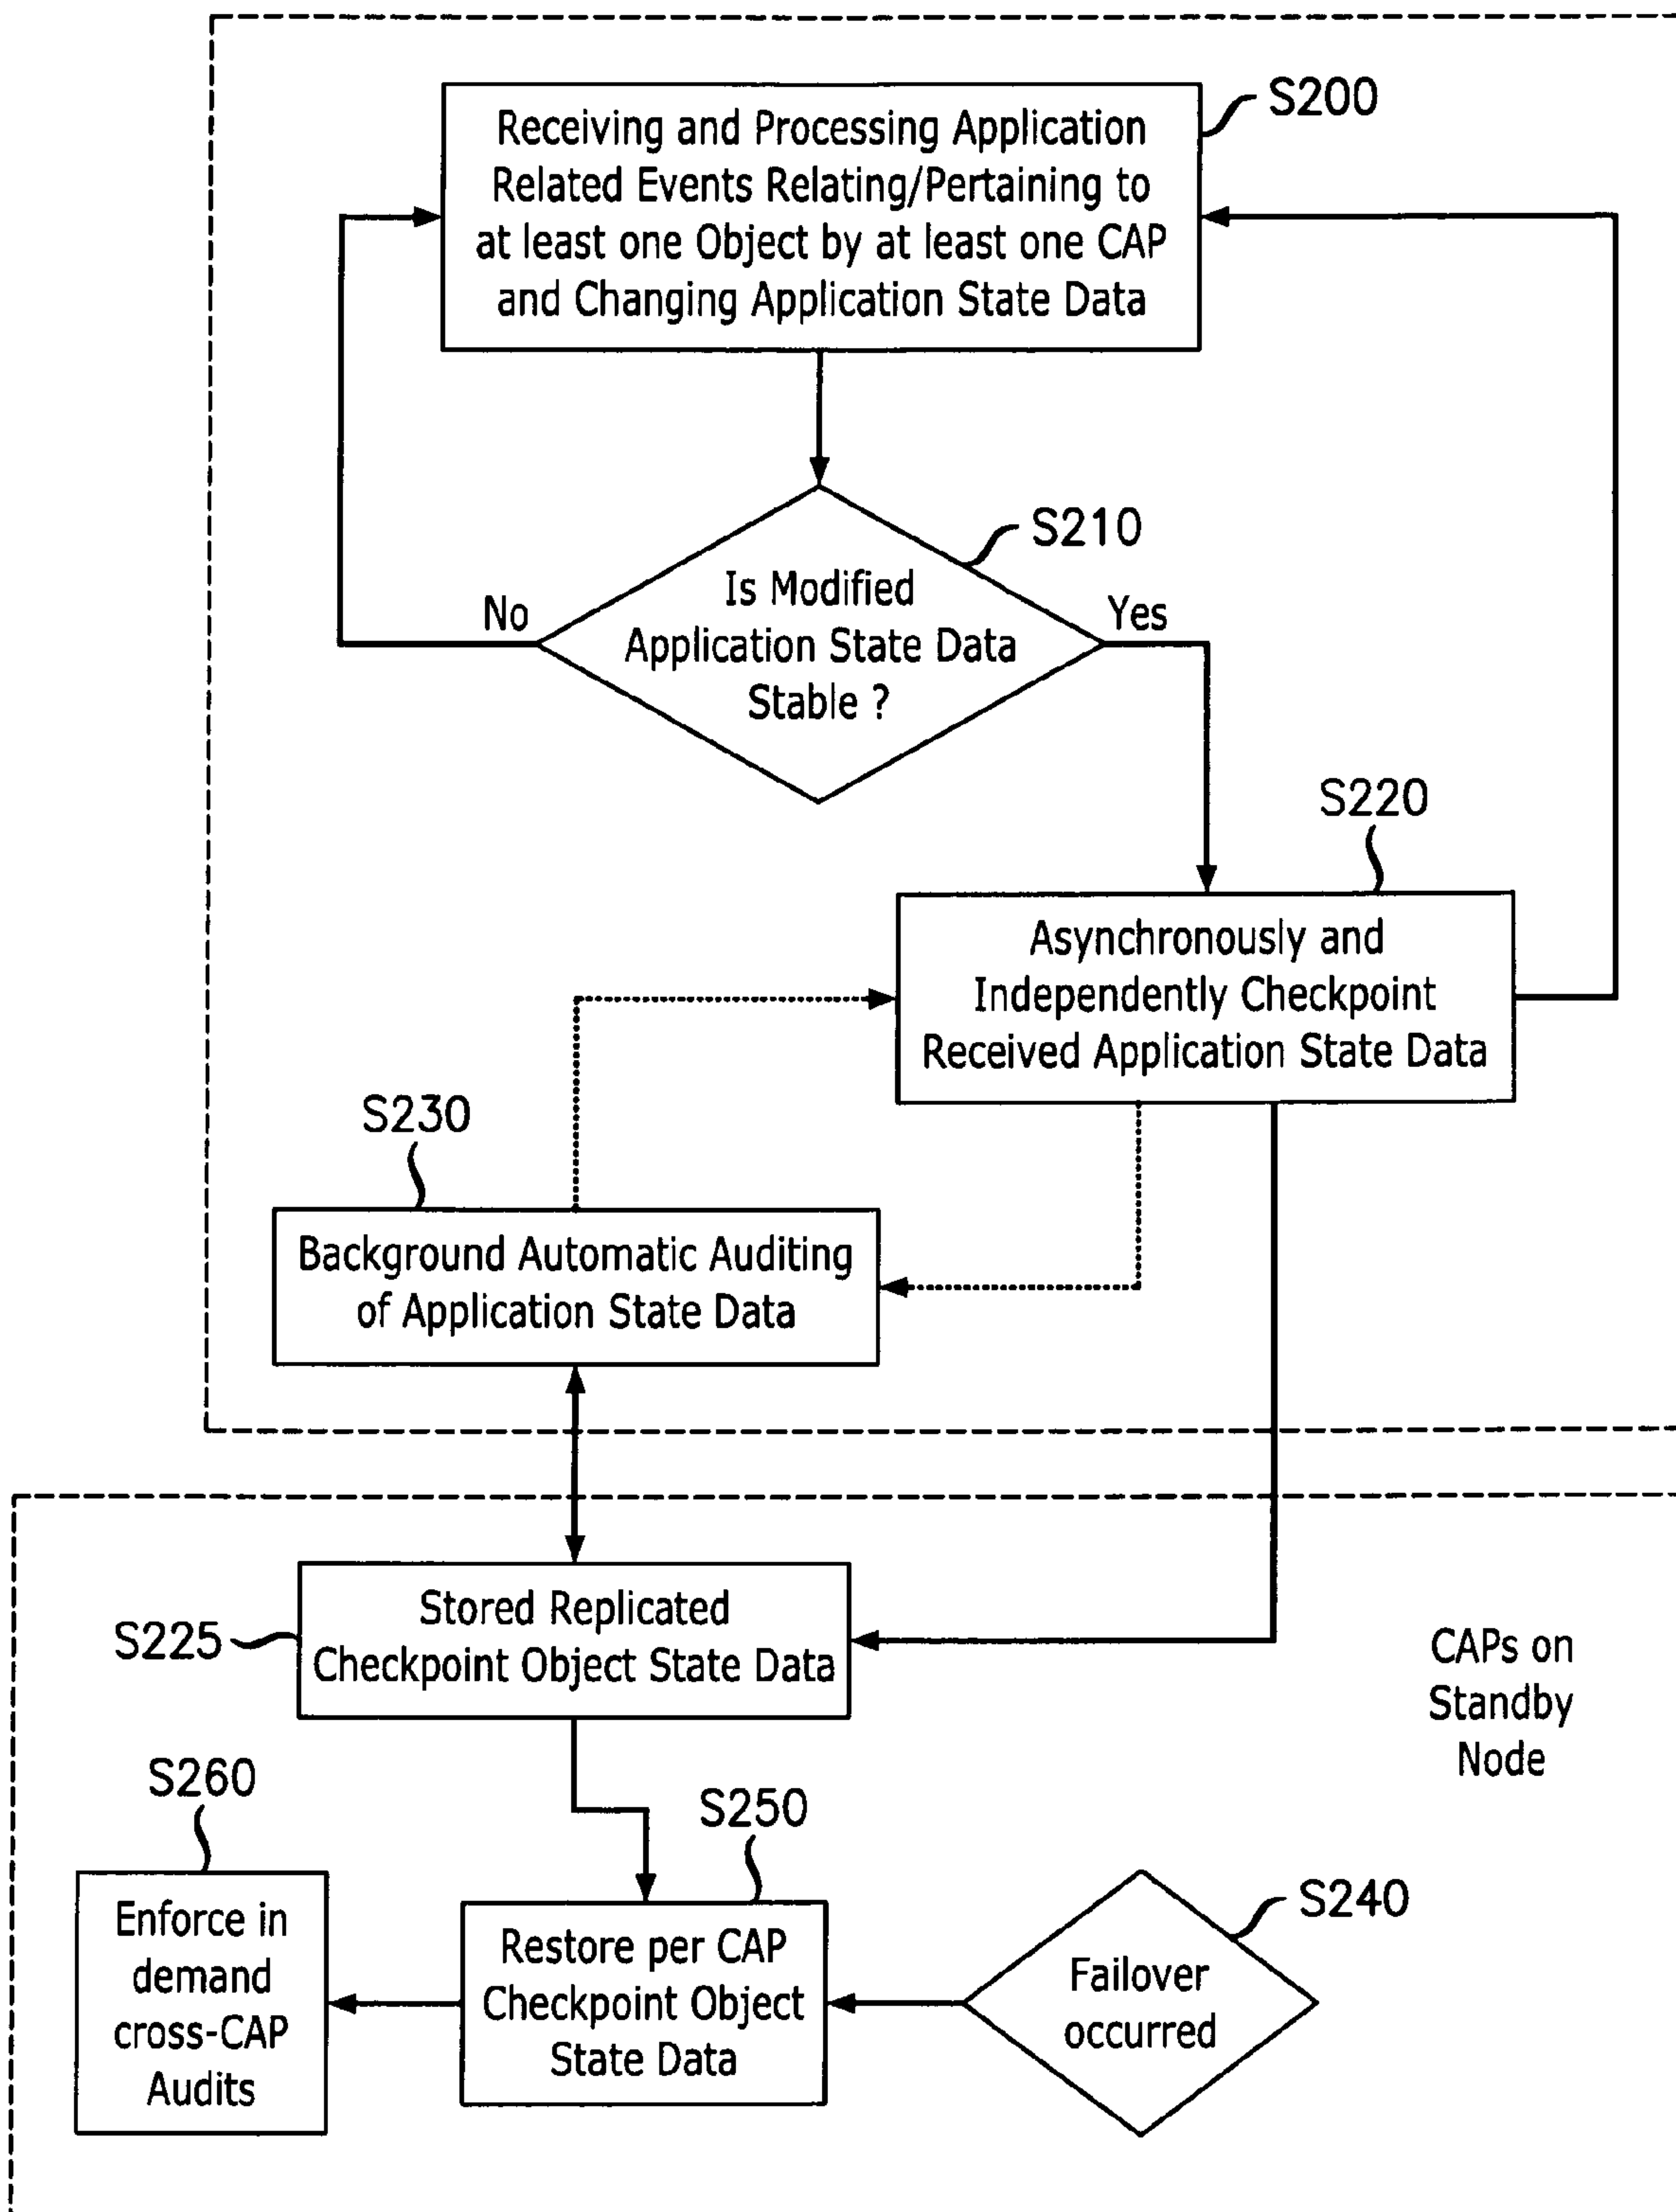 S200
Receiving and Processing Application
Related Events Relating/Pertaining to
at least one Object by at least one CAP
and Changing Application State Data
S210
Is Modified
Application State Data
Stable ?
No
Yes
S220
Asynchronously and
Independently Checkpoint
Received Application State Data
S230
Background Automatic Auditing
of Application State Data
S225
Stored Replicated
Checkpoint Object State Data
CAPs on
Standby
Node
S260
Enforce in
demand
cross-CAP
Audits
S250
Restore per CAP
Checkpoint Object
State Data
S240
Failover
occurred